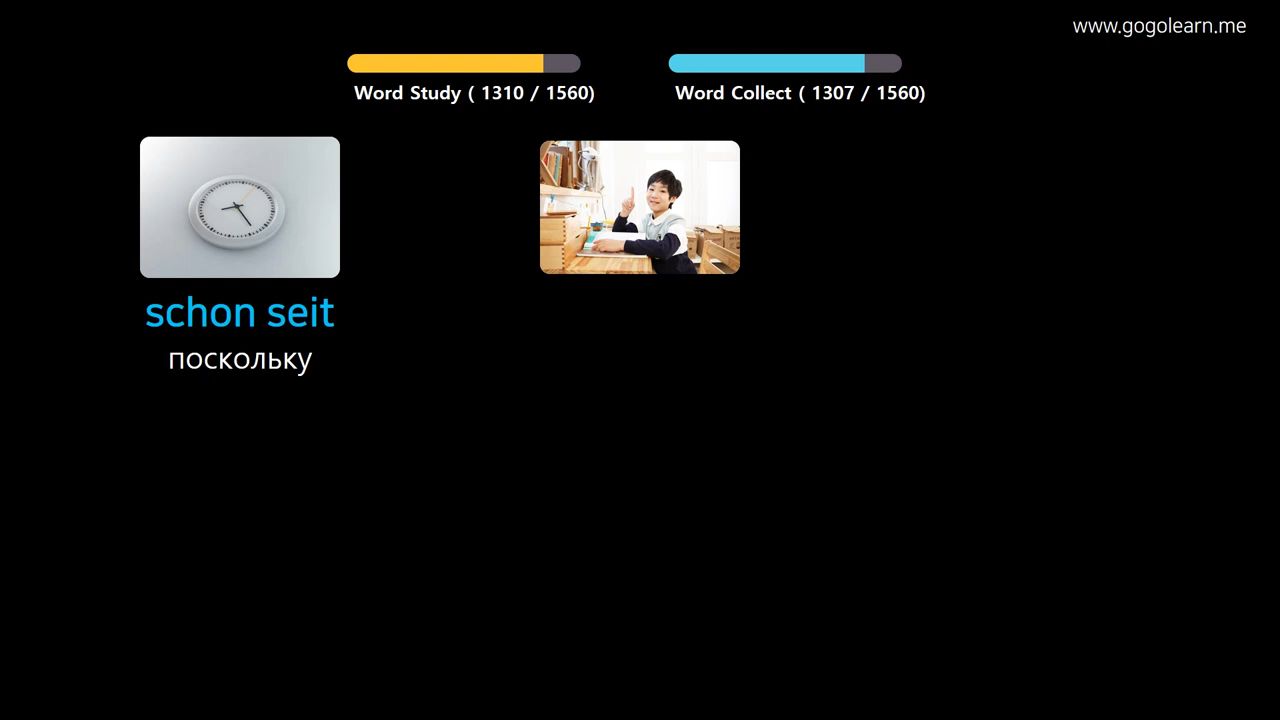 www.gogolearn.me
Word Study ( 1310 / 1560)
Word Collect ( 1307 / 1560)
schon seit
поскольку